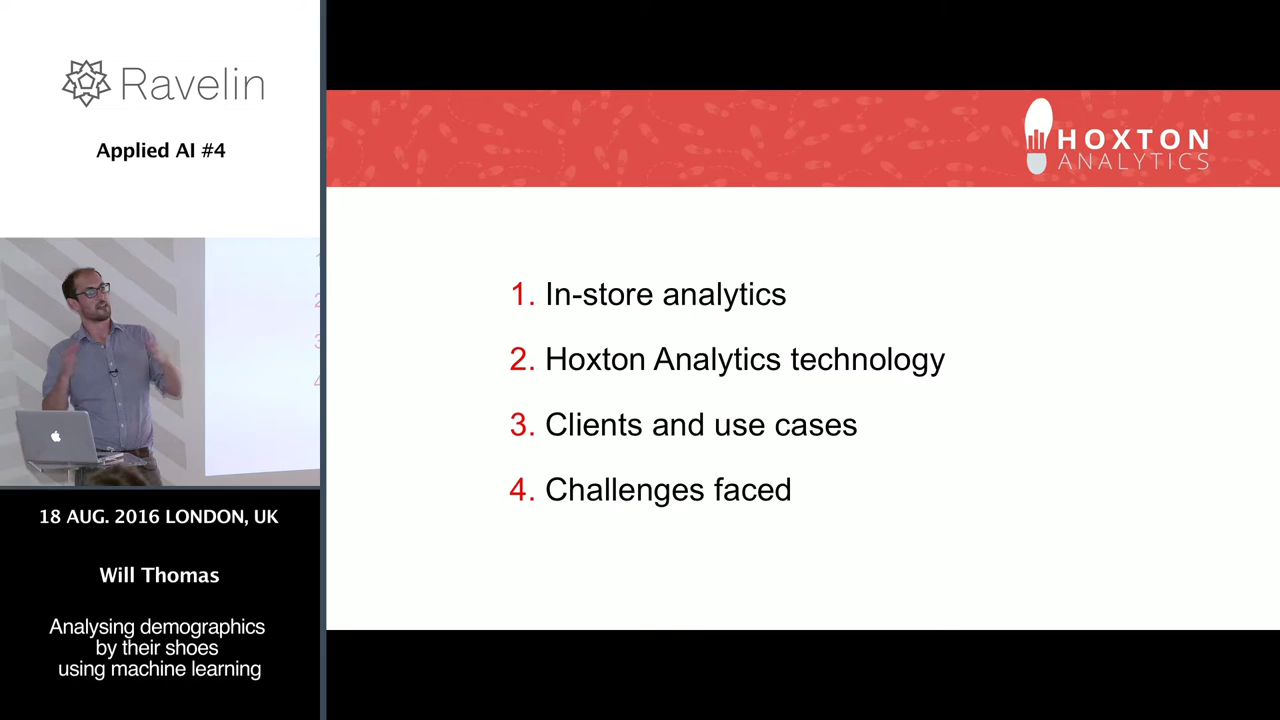 Ravelin
Applied AI #4
18 AUG. 2016 LONDON, UK
Will Thomas
Analysing demographics
by their shoes
using machine learning
HOXTON
ANALYTICS
1. In-store analytics
2. Hoxton Analytics technology
3. Clients and use cases
4. Challenges faced